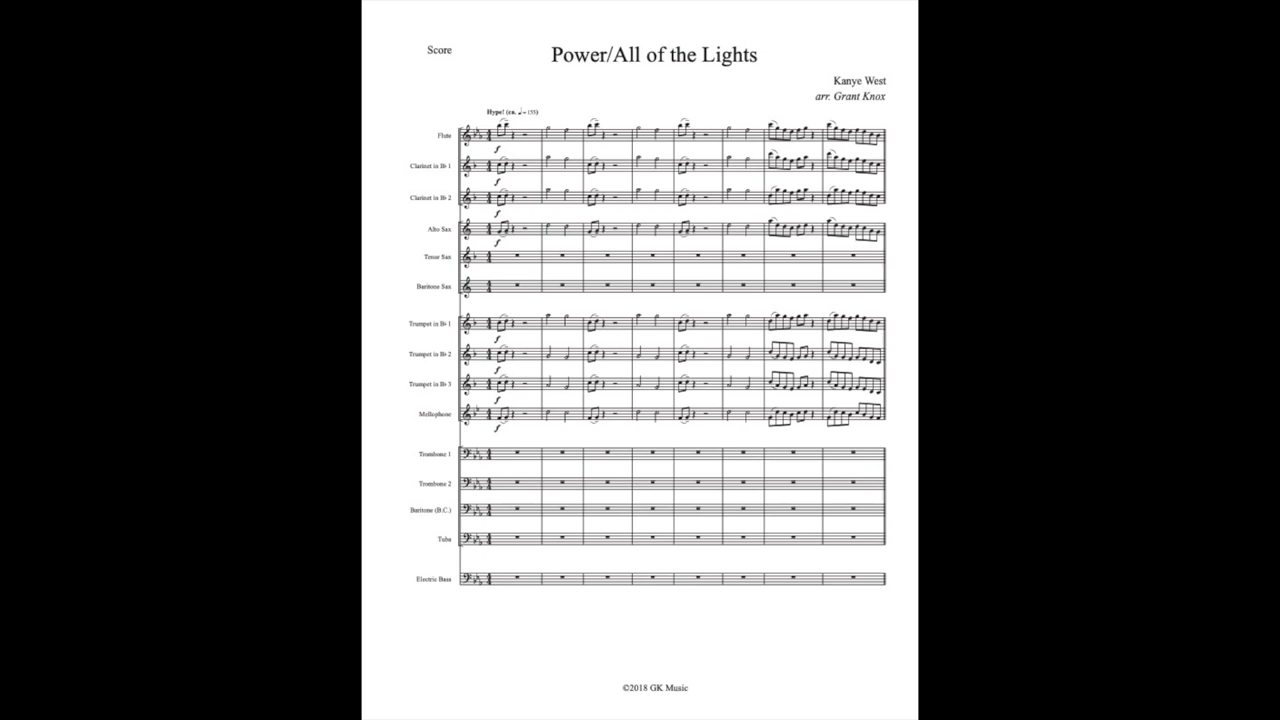 Score
Power/All of the Lights
Kanye West
arr. Grant Knox
Hype! (ca. ♩=155)
Flute
f
Clarinet in B♭ 1
f
Clarinet in B♭ 2
f
Alto Sax
f
Tenor Sax
Baritone Sax
Trumpet in B♭ 1
f
Trumpet in B♭ 2
f
Trumpet in B♭ 3
f
Mellophone
f
Trombone 1
Trombone 2
Baritone (B.C.)
Tuba
Electric Bass
©2018 GK Music